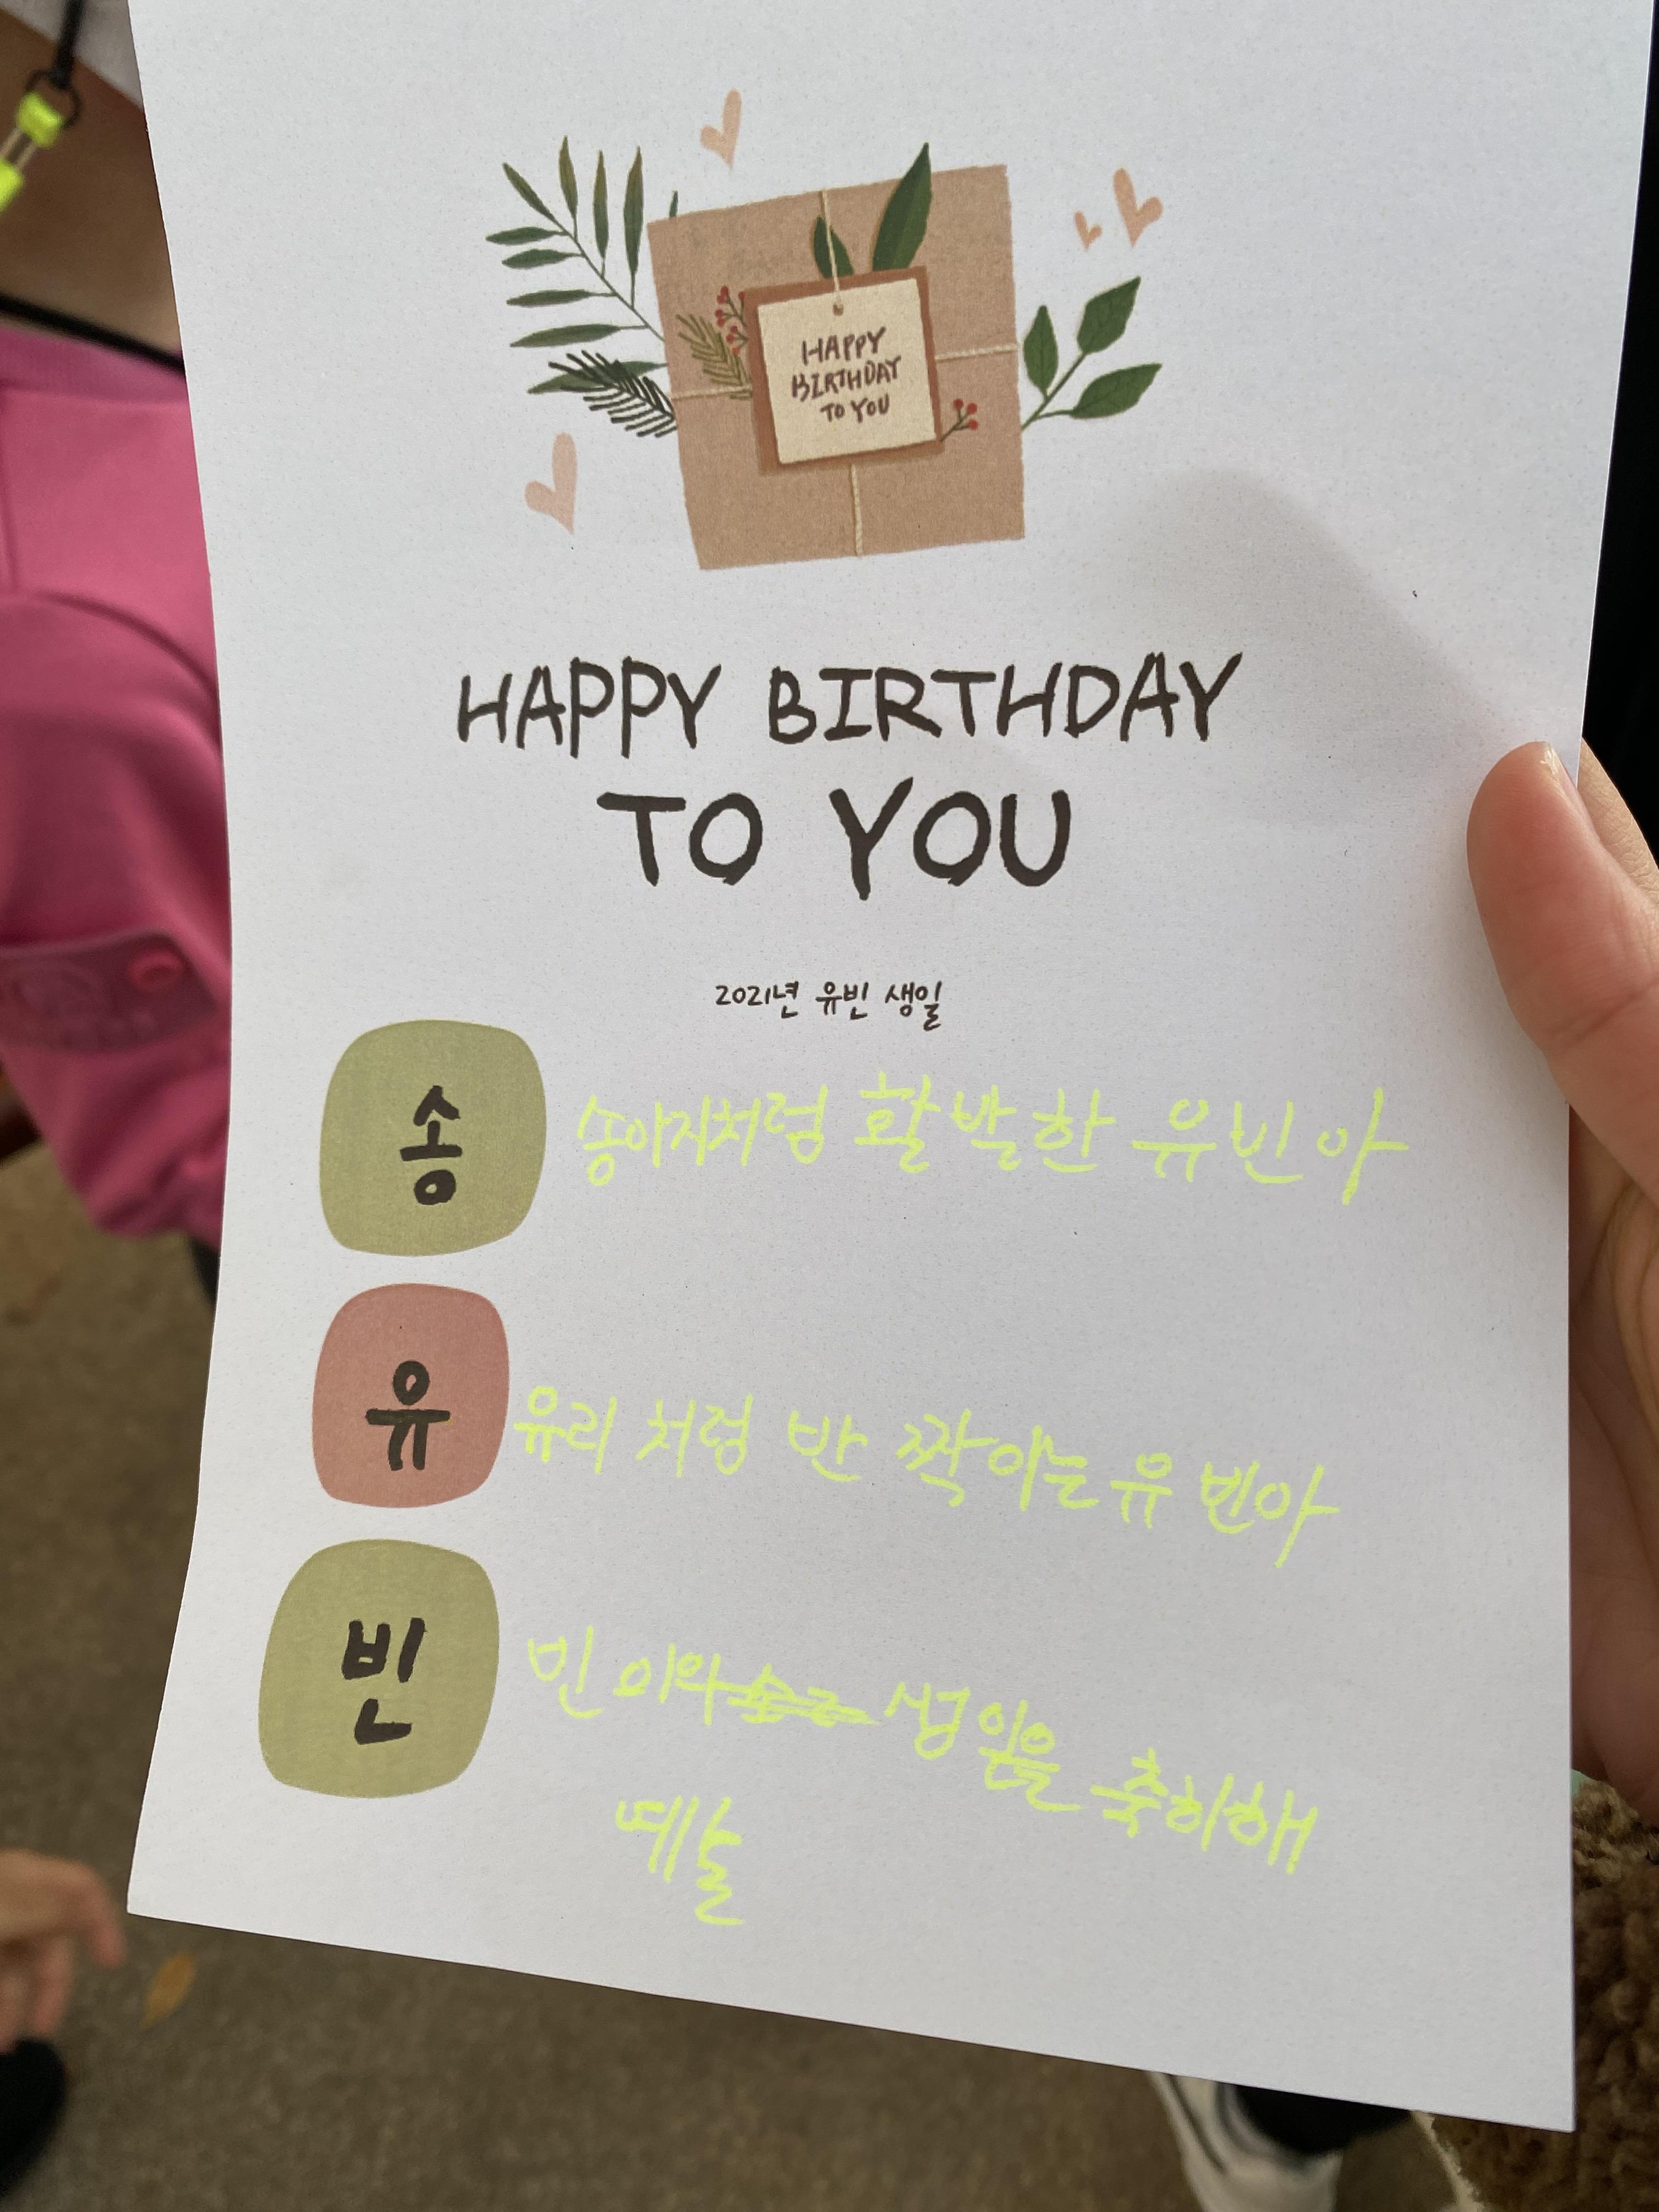 HAPPY
BIRTHDAY
TO YOU
HAPPY BIRTHDAY
TO YOU
2021년 유빈 생일
송 송아지처럼 활발한 유빈아
유 유리 처럼 반 짝이는 유 빈아
빈 빈 이의 생일을 축하해